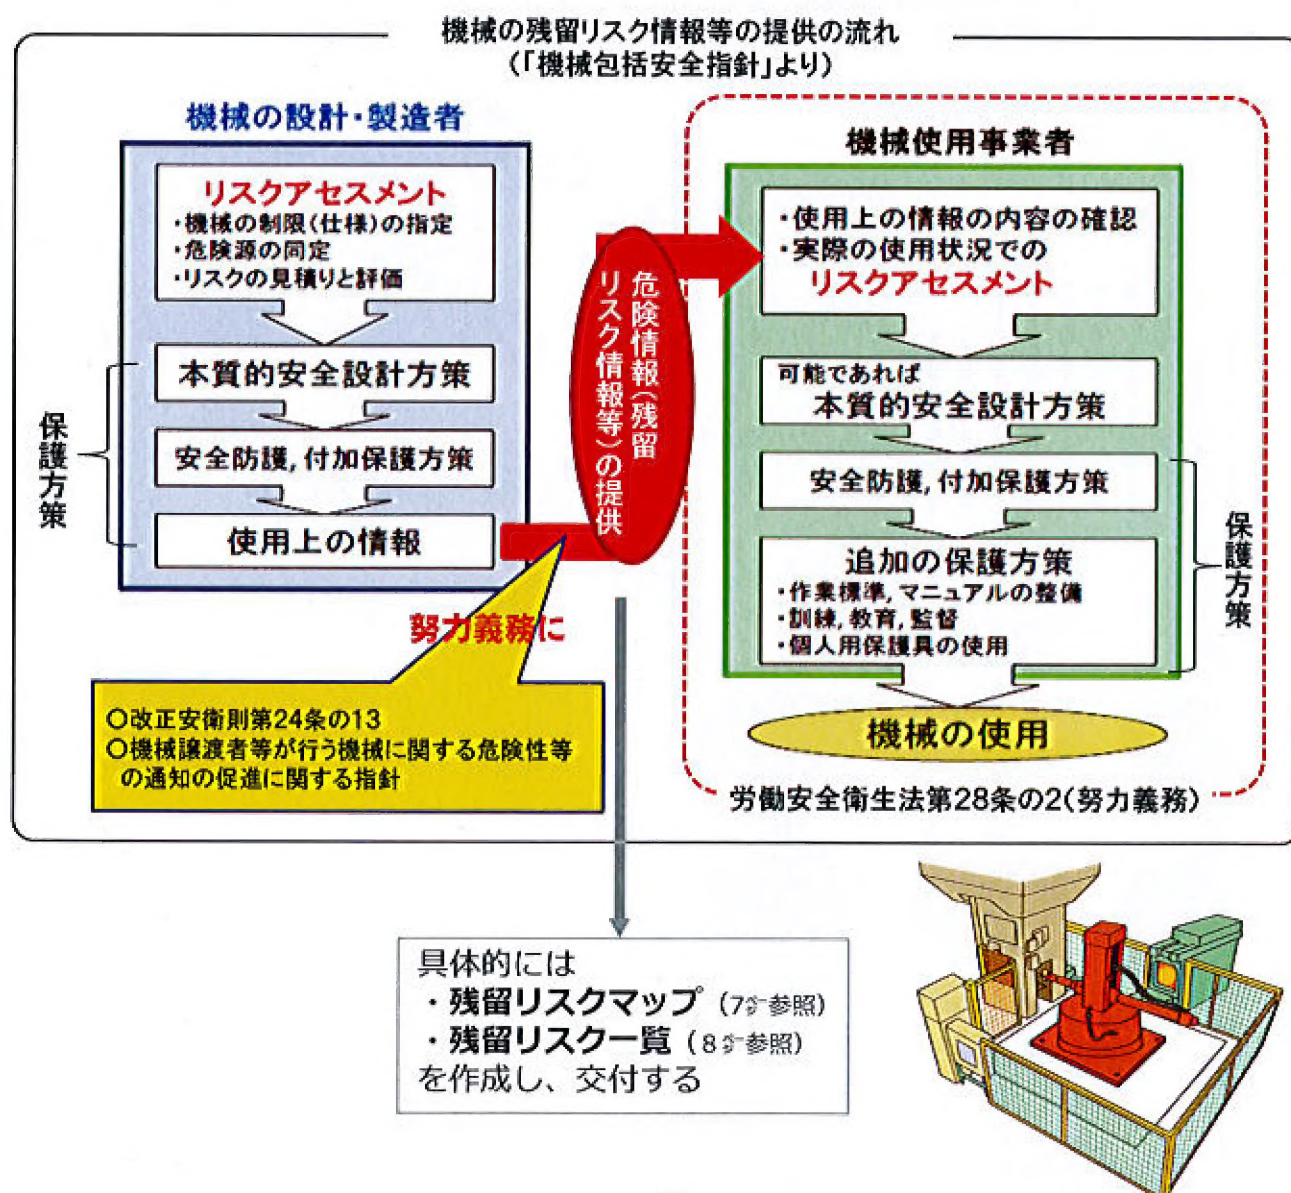 機械の残留リスク情報等の提供の流れ
(「機械包括安全指針」より)
機械の設計・製造者
リスクアセスメント
・機械の制限(仕様)の指定
・危険源の同定
・リスクの見積りと評価
本質的安全設計方策
安全防護,付加保護方策
使用上の情報
保護方策
危険情報(残留
リスク情報等)の提供
努力義務に
○改正安衛則第24条の13
○機械譲渡者等が行う機械に関する危険性等
の通知の促進に関する指針
機械使用事業者
・使用上の情報の内容の確認
・実際の使用状況での
リスクアセスメント
可能であれば
本質的安全設計方策
安全防護,付加保護方策
追加の保護方策
・作業標準,マニュアルの整備
・訓練,教育,監督
・個人用保護具の使用
保護方策
機械の使用
労働安全衛生法第28条の2(努力義務)
具体的には
・残留リスクマップ(7㌻参照)
・残留リスク一覧(8㌻参照)
を作成し、交付する